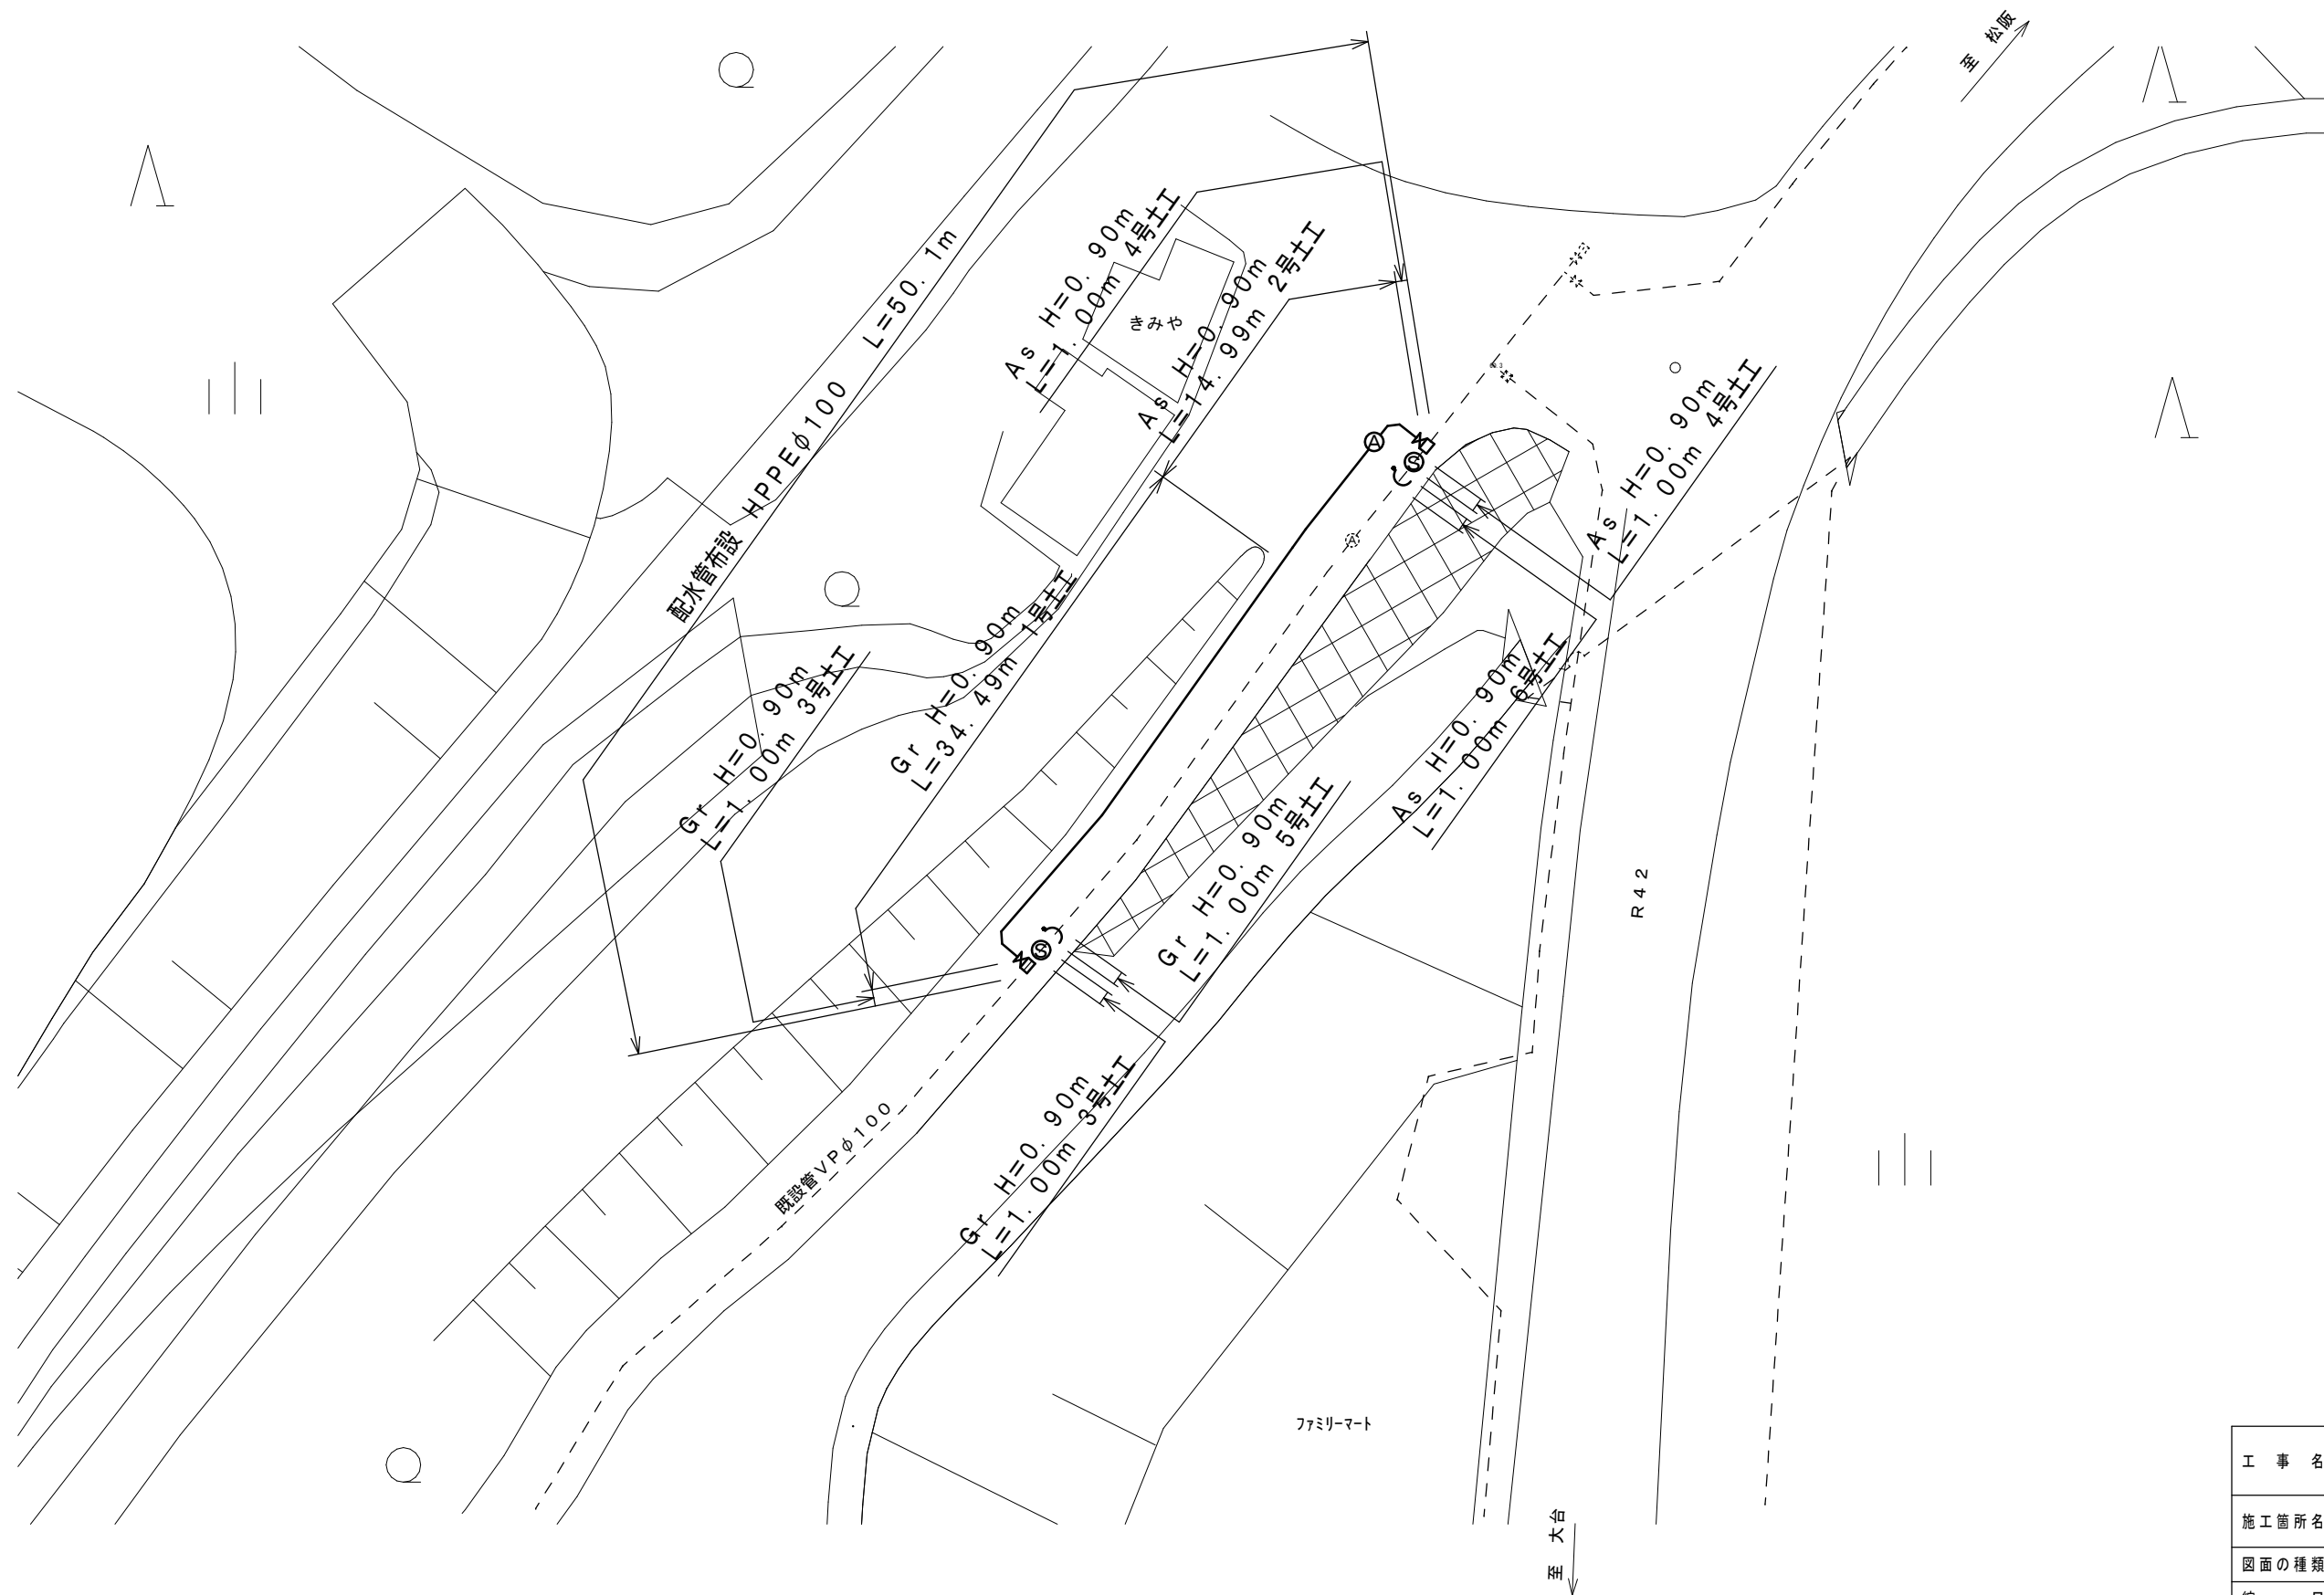 至 松阪
配水管布設 HPPEφ100 L=50.1m
As H=0.90m
L=1.00m 4号土工
きみや
As H=0.90m
L=14.99m 2号土工
Gr H=0.90m
L=1.00m 3号土工
Gr H=0.90m
L=34.49m 1号土工
As H=0.90m
L=1.00m 4号土工
A
S
A
As H=0.90m
L=1.00m 6号土工
Gr H=0.90m
L=1.00m 5号土工
S
R42
Gr H=0.90m
L=1.00m 3号土工
既設管VPφ100
ファミリーマート
至 大台
工 事 名
施工箇所名
図面の種類